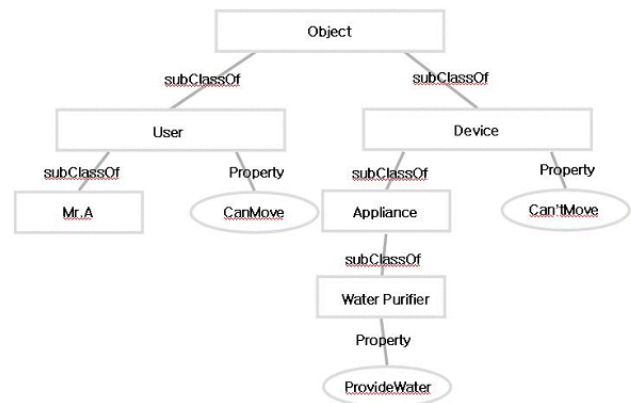 Object
subClassOf
subClassOf
User
Device
subClassOf
Property
subClassOf
Property
Mr.A
CanMove
Appliance
Can'tMove
subClassOf
Water Purifier
Property
ProvideWater